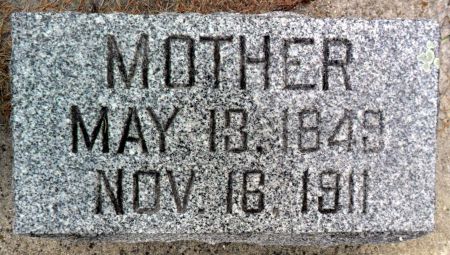 MOTHER
MAY 13. 1849
NOV. 16. 1911